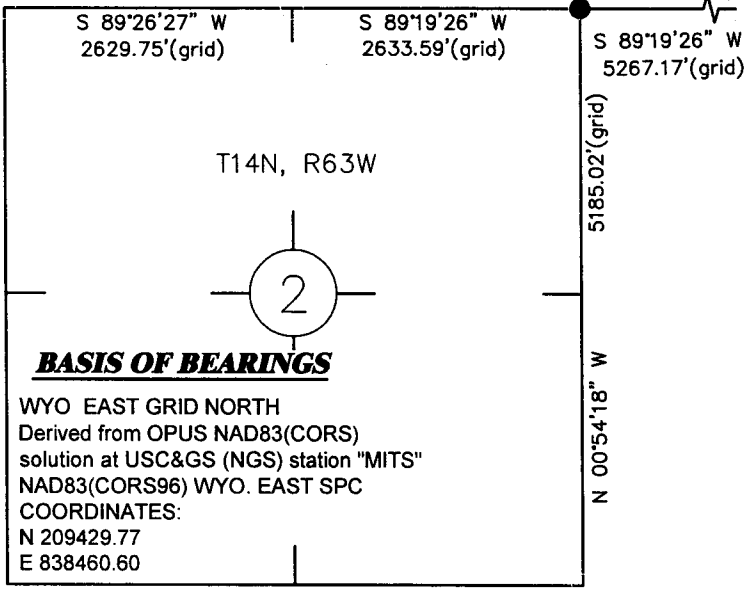 S 89°26'27" W
2629.75'(grid)
S 89°19'26" W
2633.59'(grid)
S 89°19'26" W
5267.17'(grid)
5185.02'(grid)
T14N, R63W
2
N 00°54'18" W
BASIS OF BEARINGS
WYO EAST GRID NORTH
Derived from OPUS NAD83(CORS)
solution at USC&GS (NGS) station "MITS"
NAD83(CORS96) WYO. EAST SPC
COORDINATES:
N 209429.77
E 838460.60